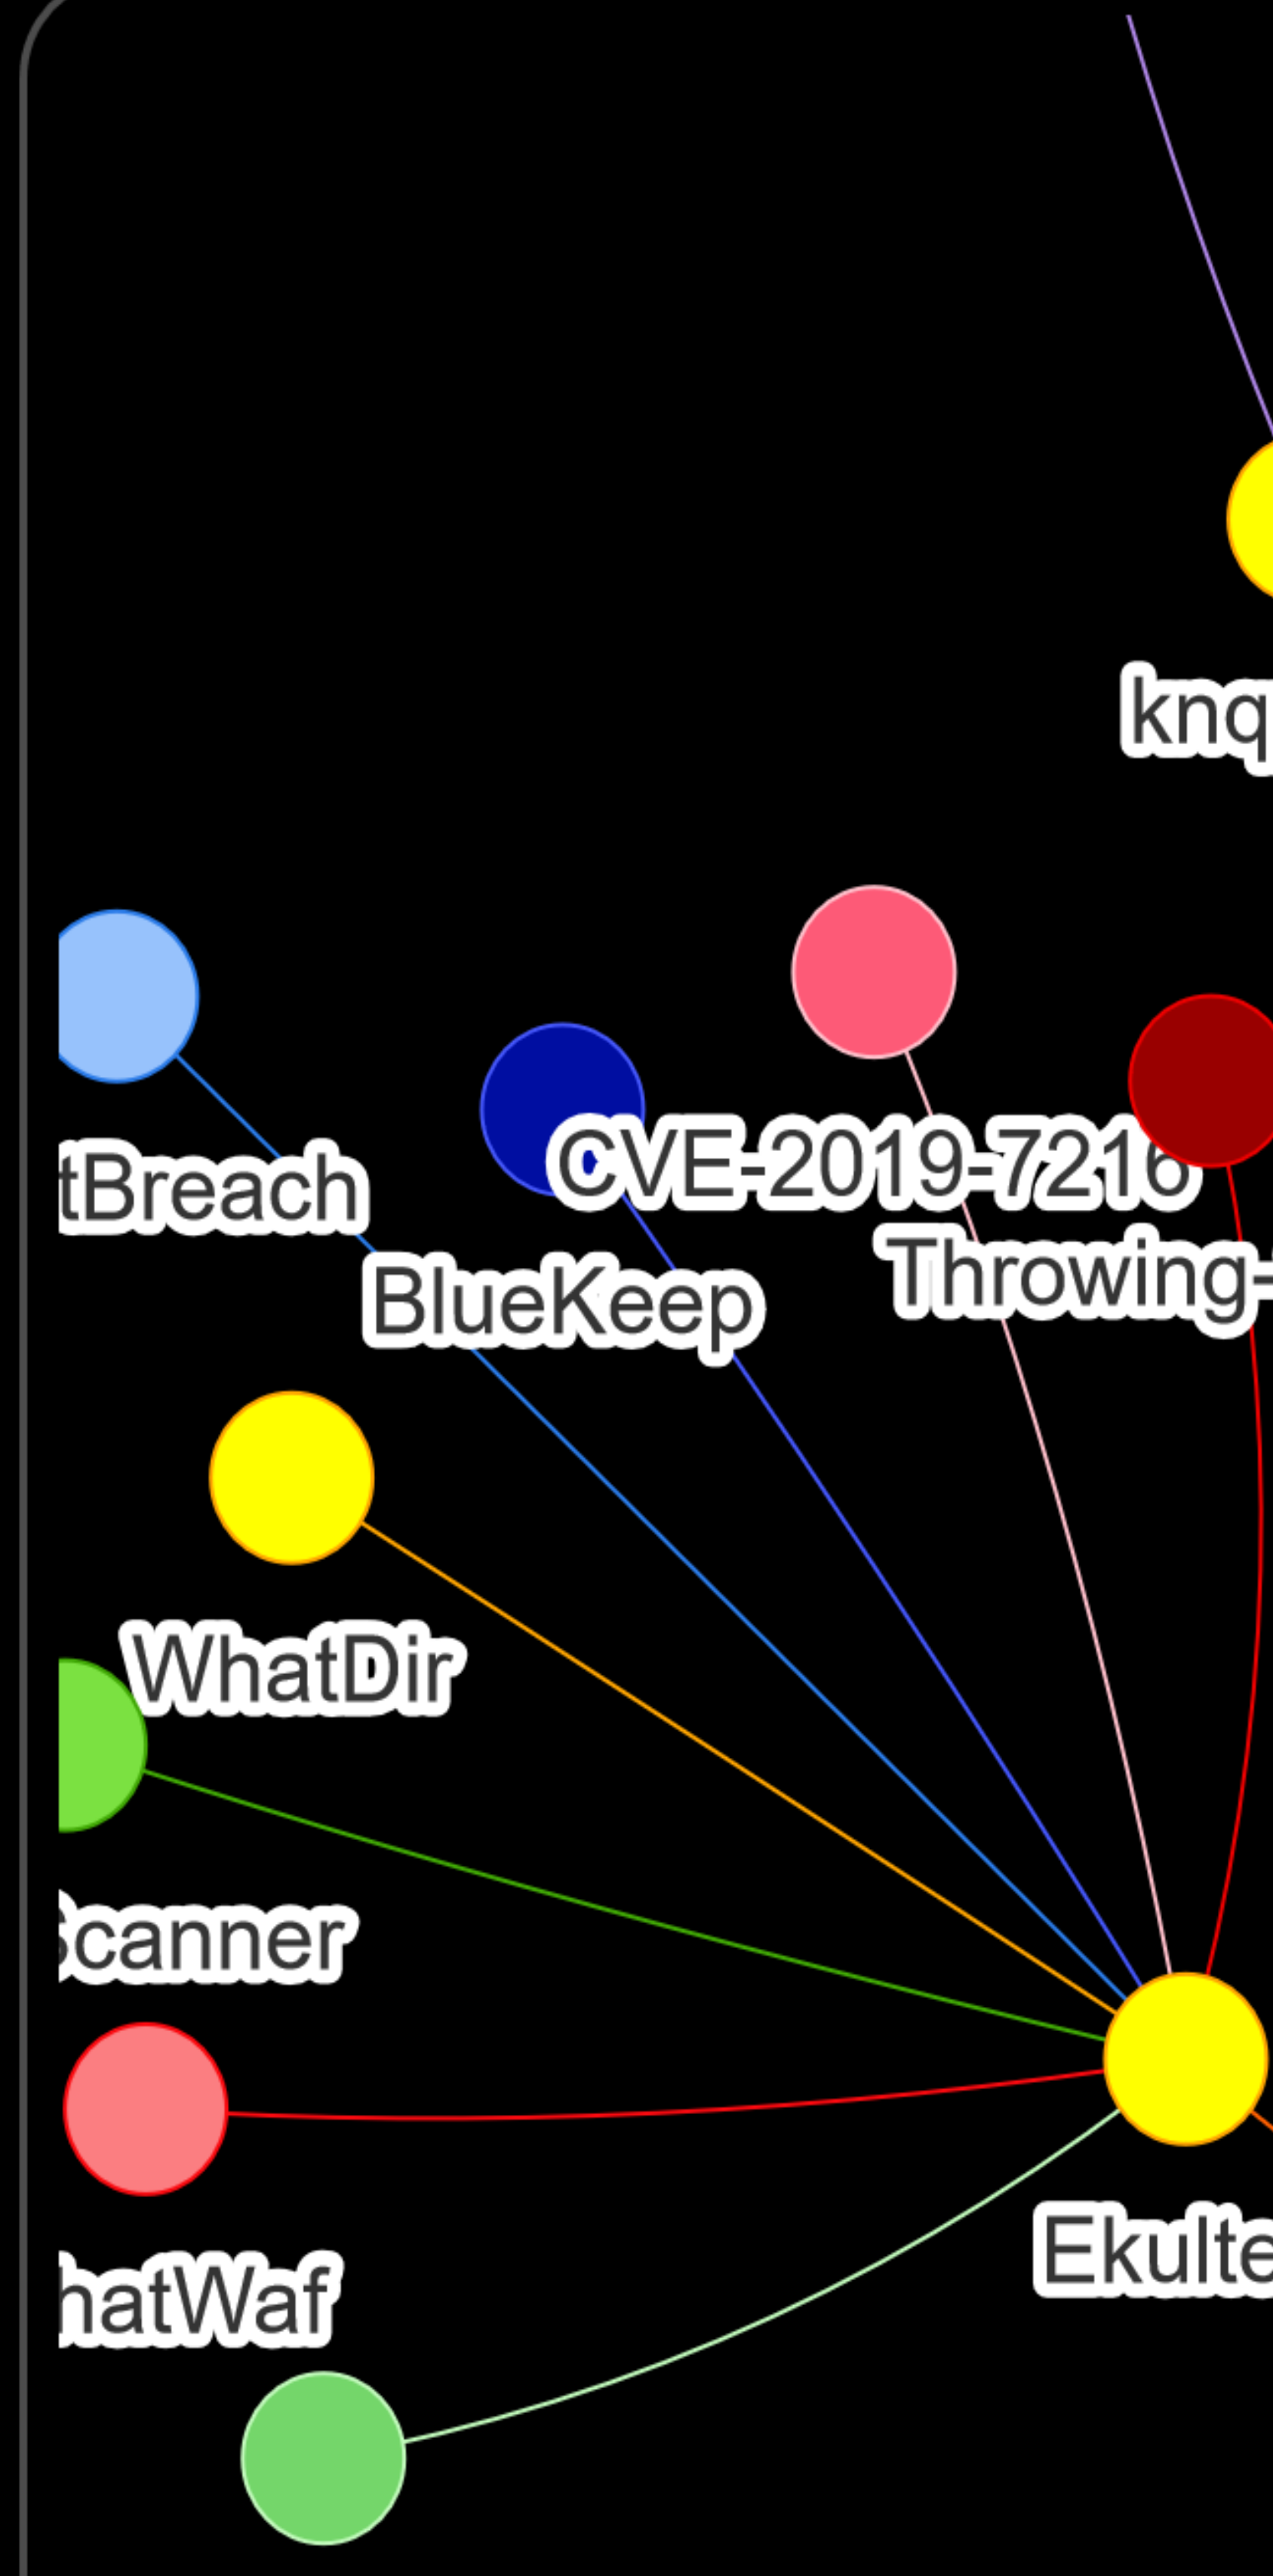 knq
CVE-2019-7216
tBreach
Throwing-
BlueKeep
WhatDir
Scanner
Ekulte
hatWaf